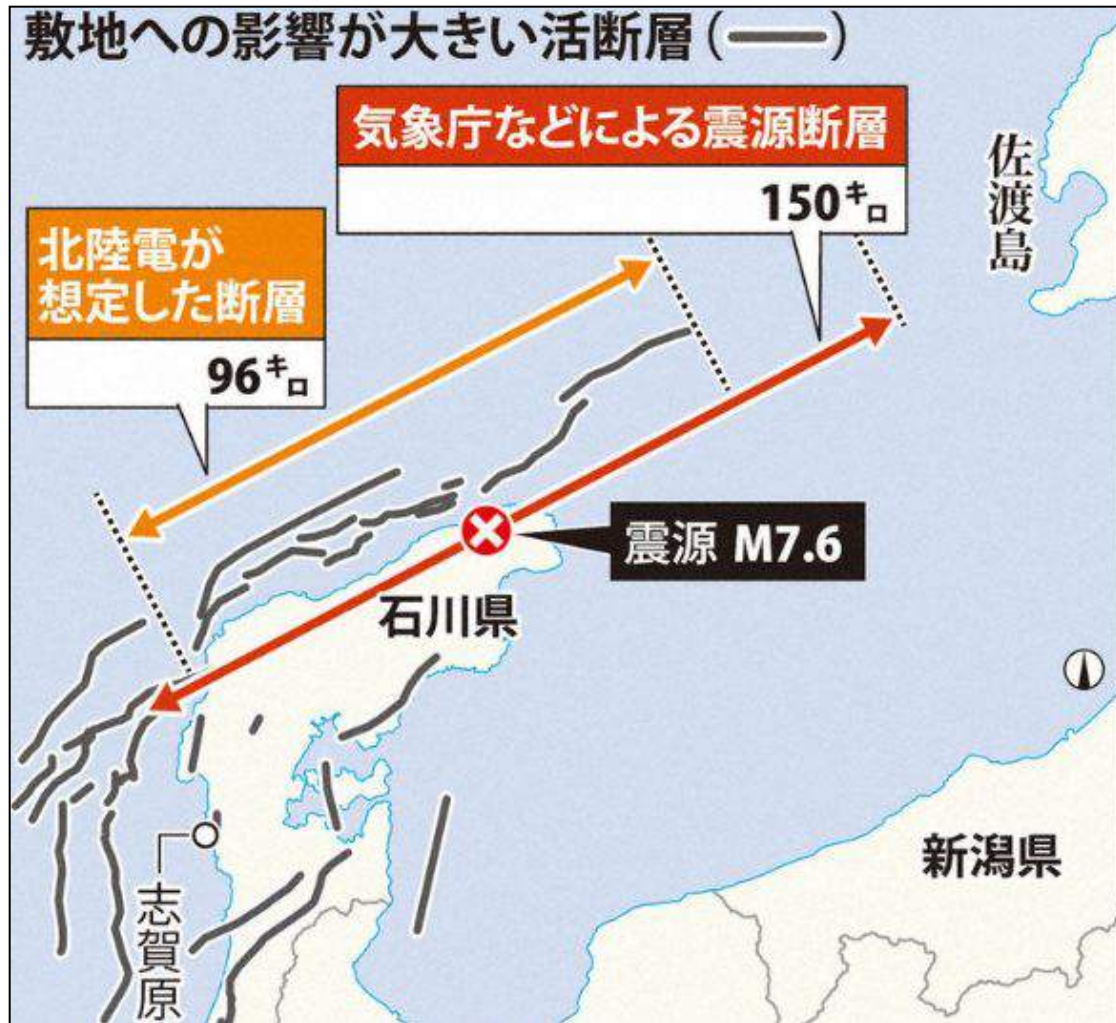 敷地への影響が大きい活断層(━)
気象庁などによる震源断層
150キロ
佐渡島
北陸電が
想定した断層
96キロ
震源 M7.6
石川県
新潟県
志賀原